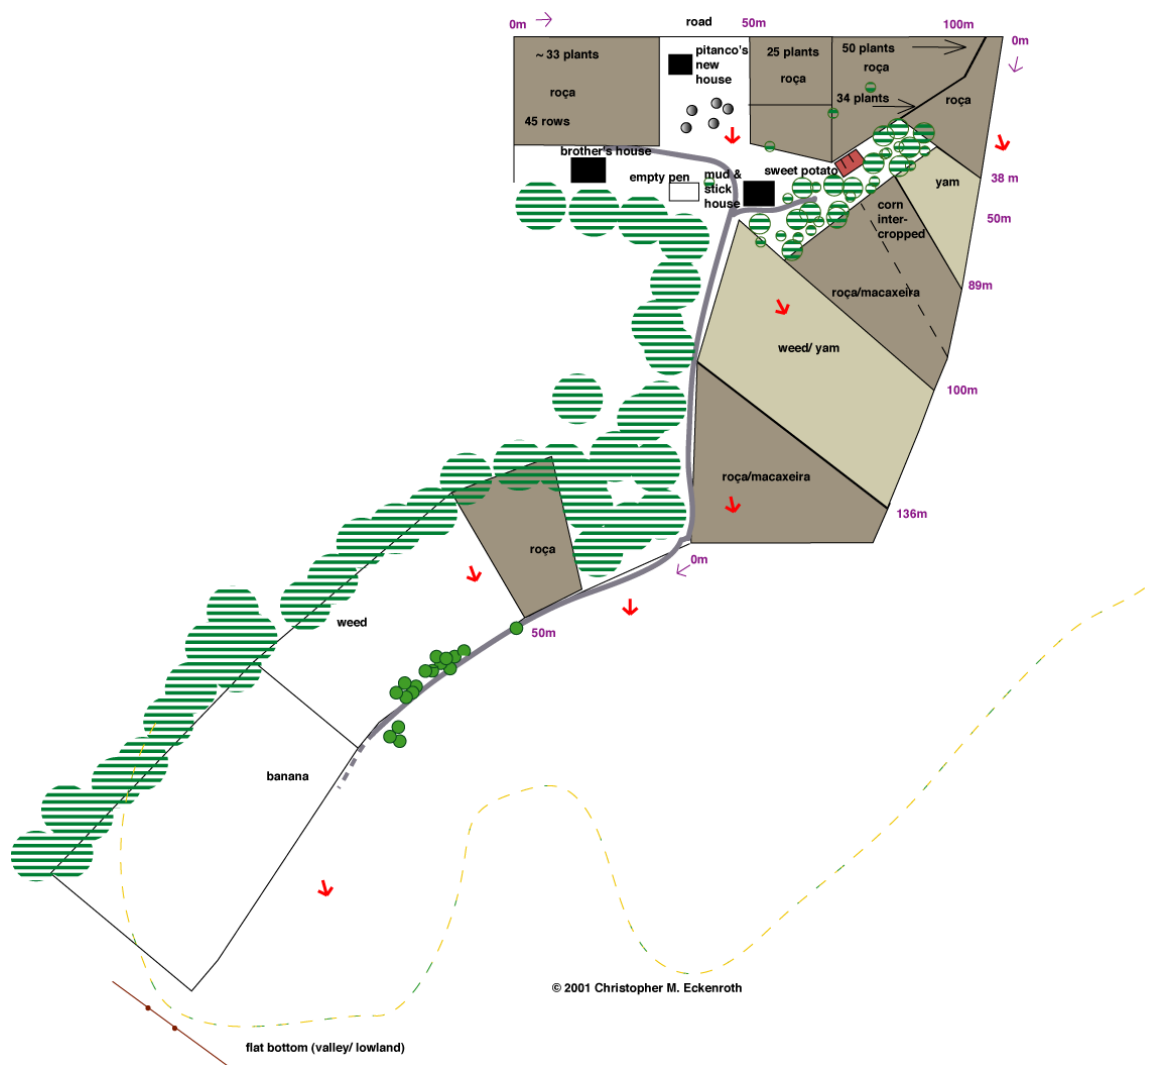 0m
road
50m
100m
0m
~ 33 plants
roça
45 rows
pitanco's
new
house
25 plants
roça
50 plants
roça
34 plants
roça
brother's house
empty pen
mud &
stick
house
sweet potato
yam
38 m
corn
inter-
cropped
50m
roça/macaxeira
89m
weed/ yam
100m
roça/macaxeira
136m
roça
0m
weed
50m
banana
© 2001 Christopher M. Eckenroth
flat bottom (valley/ lowland)